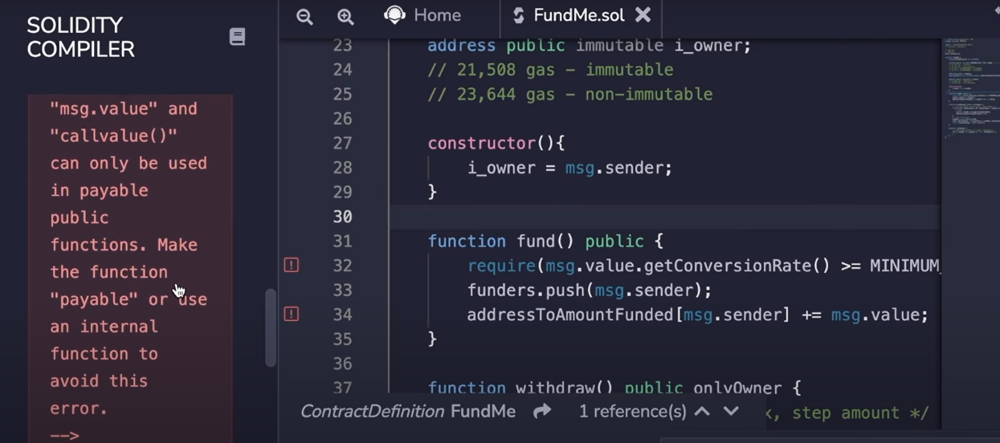 SOLIDITY
COMPILER
Home
FundMe.sol
"msg.value" and
"callvalue()"
can only be used
in payable
public
functions. Make
the function
"payable" or use
an internal
function to
avoid this
error.
-->
23 address public immutable i_owner;
24 // 21,508 gas – immutable
25 // 23,644 gas – non-immutable
26
27 constructor(){
28 i_owner = msg.sender;
29 }
30
31 function fund() public {
32 require(msg.value.getConversionRate() >= MINIMUM_
33 funders.push(msg.sender);
34 addressToAmountFunded[msg.sender] += msg.value;
35 }
36
37 function withdraw() public onlyOwner {
ContractDefinition FundMe 1 reference(s)
x, step amount */